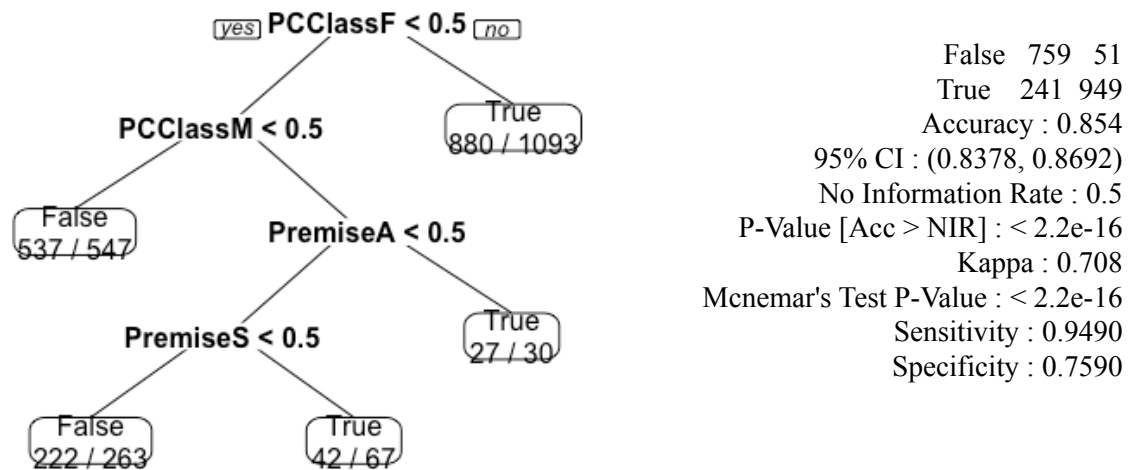 yes PCClassF < 0.5 no
PCClassM < 0.5
True
880 / 1093
False
537 / 547
PremiseA < 0.5
PremiseS < 0.5
True
27 / 30
False
222 / 263
True
42 / 67
False 759 51
True 241 949
Accuracy : 0.854
95% CI : (0.8378, 0.8692)
No Information Rate : 0.5
P-Value [Acc > NIR] : < 2.2e-16
Kappa : 0.708
Mcnemar's Test P-Value : < 2.2e-16
Sensitivity : 0.9490
Specificity : 0.7590